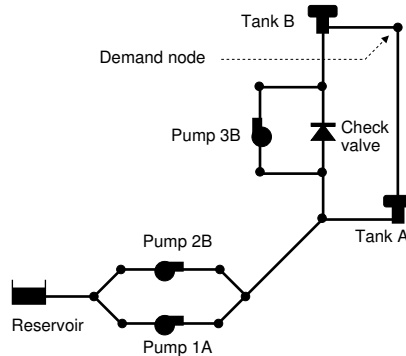 Tank B
Demand node
Pump 3B
Check
valve
Tank A
Pump 2B
Reservoir
Pump 1A